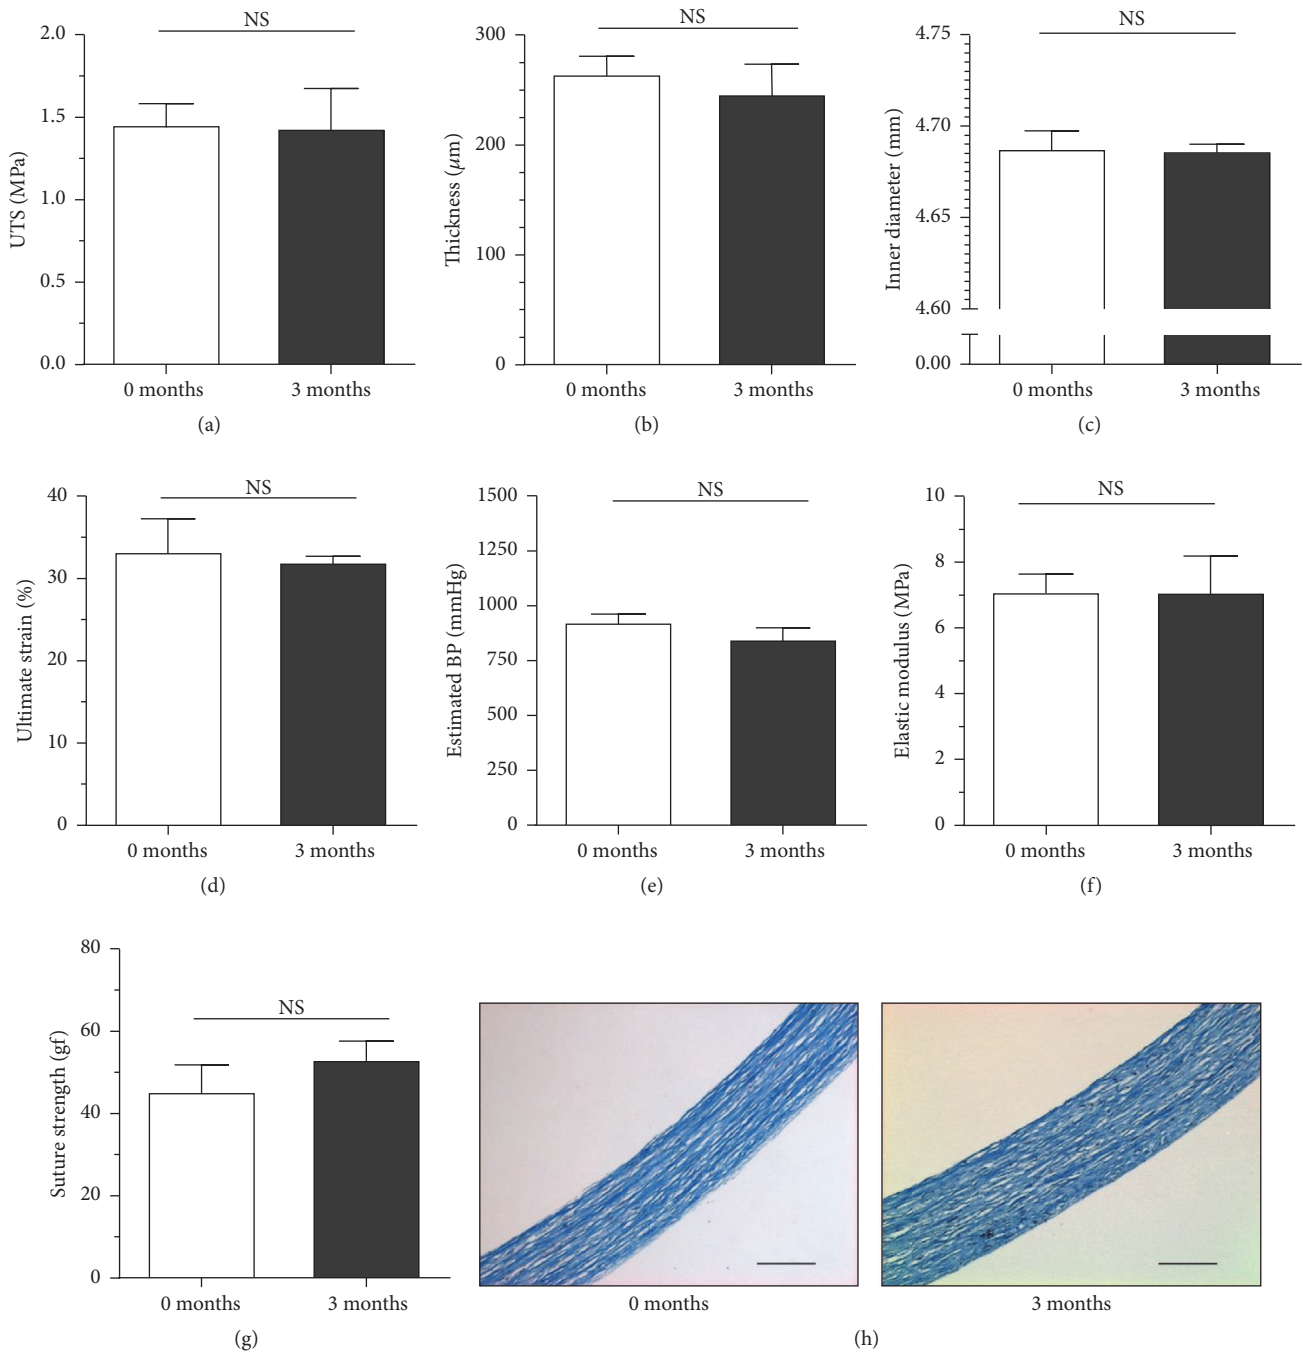 NS
UTS (MPa)
2.0
1.5
1.0
0.5
0.0
0 months
3 months
(a)
NS
Thickness (μm)
300
200
100
0
0 months
3 months
(b)
NS
Inner diameter (mm)
4.75
4.70
4.65
4.60
0.00
0 months
3 months
(c)
NS
Ultimate strain (%)
40
30
20
10
0
0 months
3 months
(d)
NS
Estimated BP (mmHg)
1500
1250
1000
750
500
250
0
0 months
3 months
(e)
NS
Elastic modulus (MPa)
10
8
6
4
2
0
0 months
3 months
(f)
NS
Suture strength (gf)
80
60
40
20
0
0 months
3 months
(g)
0 months
3 months
(h)